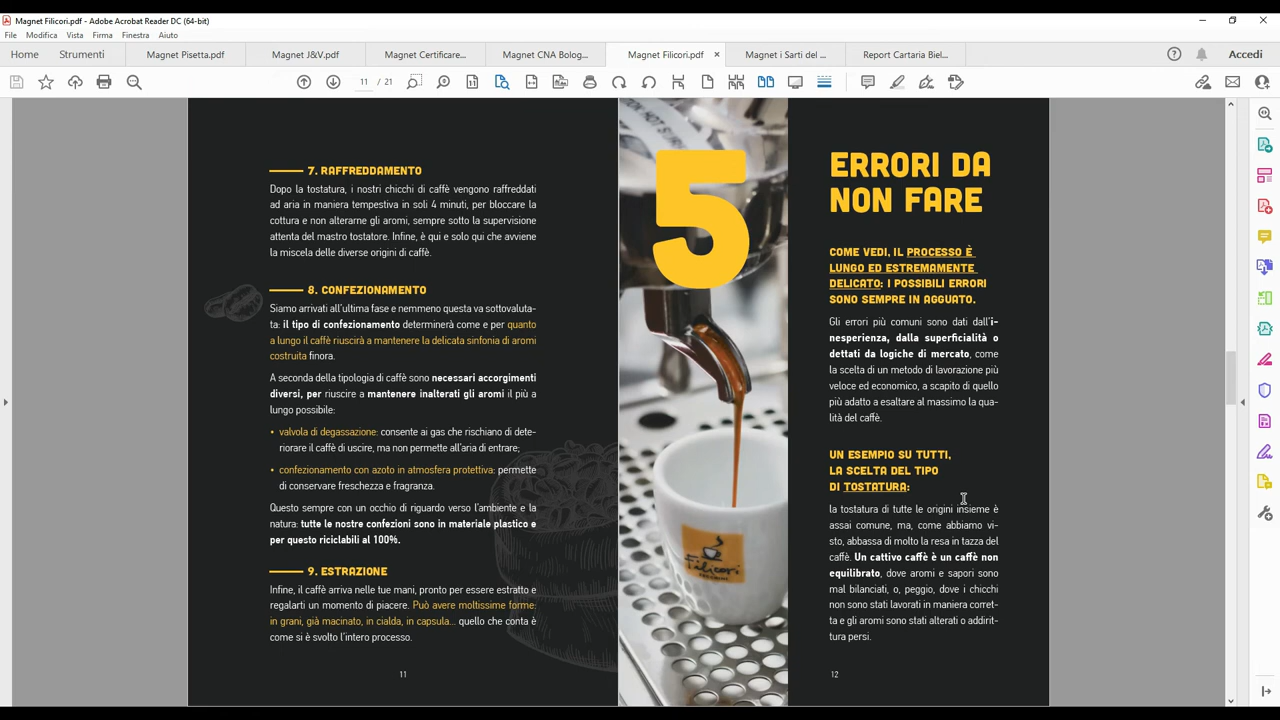 Magnet Filicori.pdf - Adobe Acrobat Reader DC (64-bit)
File Modifica Vista Firma Finestra Aiuto
Home Strumenti Magnet Pisetta.pdf Magnet J&V.pdf Magnet Certificare... Magnet CNA Bolog... Magnet Filicori.pdf Magnet i Sarti del ... Report Cartaria Biel... Accedi
11 / 21
7. RAFFREDDAMENTO
Dopo la tostatura, i nostri chicchi di caffè vengono raffreddati
ad aria in maniera tempestiva in soli 4 minuti, per bloccare la
cottura e non alterarne gli aromi, sempre sotto la supervisione
attenta del mastro tostatore. Infine, è qui e solo qui che avviene
la miscela delle diverse origini di caffè.
8. CONFEZIONAMENTO
Siamo arrivati all'ultima fase e nemmeno questa va sottovaluta-
ta: il tipo di confezionamento determinerà come e per quanto
a lungo il caffè riuscirà a mantenere la delicata sinfonia di aromi
costruita finora.
A seconda della tipologia di caffè sono necessari accorgimenti
diversi, per riuscire a mantenere inalterati gli aromi il più a
lungo possibile:
• valvola di degassazione: consente ai gas che rischiano di dete-
riorare il caffè di uscire, ma non permette all'aria di entrare;
• confezionamento con azoto in atmosfera protettiva: permette
di conservare freschezza e fragranza.
Questo sempre con un occhio di riguardo verso l'ambiente e la
natura: tutte le nostre confezioni sono in materiale plastico e
per questo riciclabili al 100%.
9. ESTRAZIONE
Infine, il caffè arriva nelle tue mani, pronto per essere estratto e
regalarti un momento di piacere. Può avere moltissime forme:
in grani, già macinato, in cialda, in capsula... quello che conta è
come si è svolto l'intero processo.
11
5
Filicori
ERRORI DA
NON FARE
COME VEDI, IL PROCESSO È
LUNGO ED ESTREMAMENTE
DELICATO: I POSSIBILI ERRORI
SONO SEMPRE IN AGGUATO.
Gli errori più comuni sono dati dall'i-
nesperienza, dalla superficialità o
dettati da logiche di mercato, come
la scelta di un metodo di lavorazione più
veloce ed economico, a scapito di quello
più adatto a esaltare al massimo la qua-
lità del caffè.
UN ESEMPIO SU TUTTI,
LA SCELTA DEL TIPO
DI TOSTATURA:
la tostatura di tutte le origini insieme è
assai comune, ma, come abbiamo vi-
sto, abbassa di molto la resa in tazza del
caffè. Un cattivo caffè è un caffè non
equilibrato, dove aromi e sapori sono
mal bilanciati, o, peggio, dove i chicchi
non sono stati lavorati in maniera corret-
ta e gli aromi sono stati alterati o addirit-
tura persi.
12